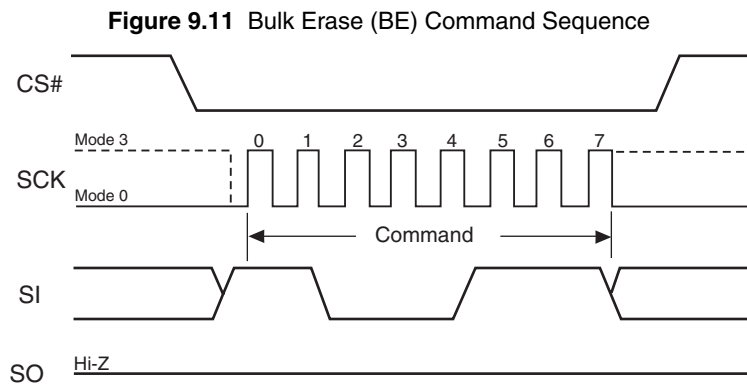 Figure 9.11 Bulk Erase (BE) Command Sequence
CS#
Mode 3
0 1 2 3 4 5 6 7
SCK
Mode 0
Command
SI
Hi-Z
SO